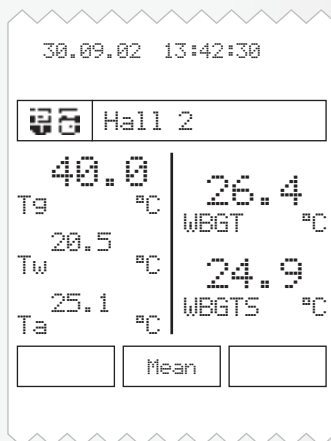 30.09.02 13:42:30
Hall 2
40.0
Tg °C
20.5
Tw °C
25.1
Ta °C
26.4
WBGT °C
24.9
WBGTS °C
Mean